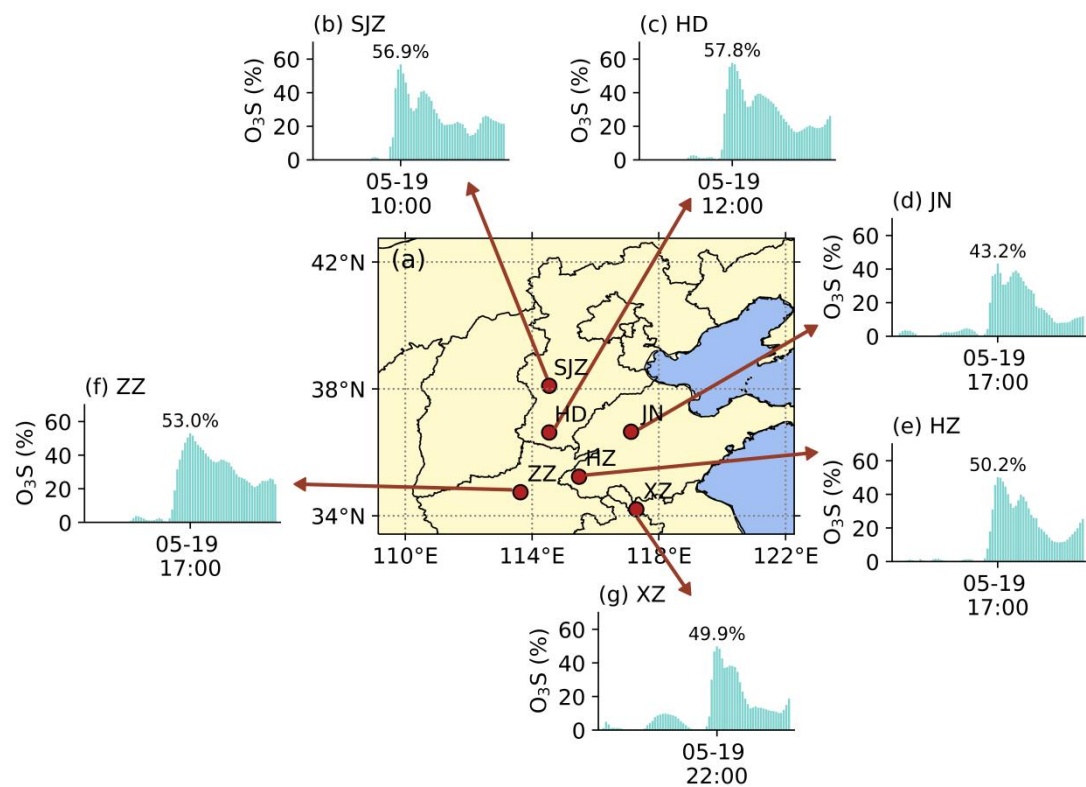 (b) SJZ
56.9%
O₃S (%)
60
40
20
0
05-19
10:00
(c) HD
57.8%
O₃S (%)
60
40
20
0
05-19
12:00
(d) JN
43.2%
O₃S (%)
60
40
20
0
05-19
17:00
(a)
42°N
38°N
34°N
110°E
114°E
118°E
122°E
SJZ
HD
JN
HZ
ZZ
XZ
(f) ZZ
53.0%
O₃S (%)
60
40
20
0
05-19
17:00
(e) HZ
50.2%
O₃S (%)
60
40
20
0
05-19
17:00
(g) XZ
49.9%
O₃S (%)
60
40
20
0
05-19
22:00